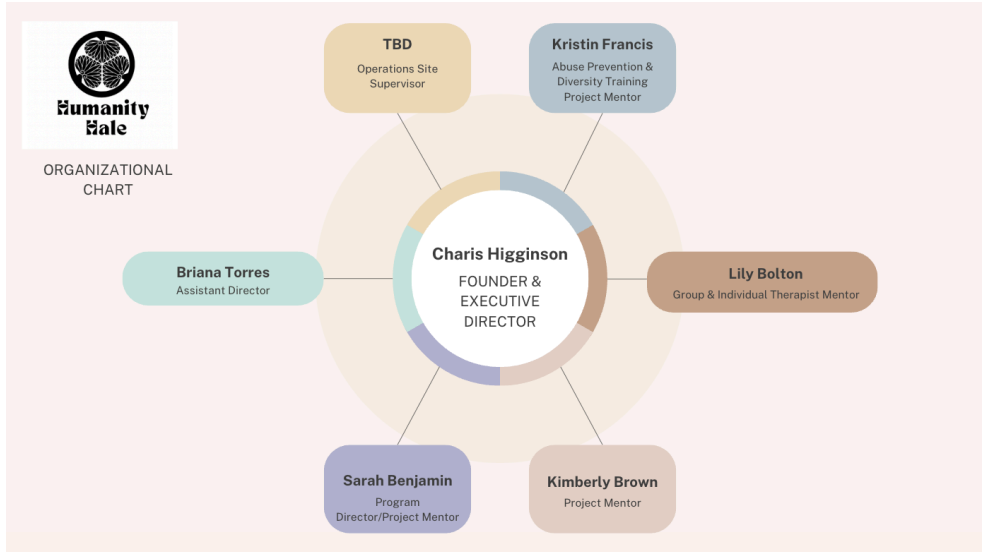 Humanity
Hale
ORGANIZATIONAL
CHART
TBD
Operations Site
Supervisor
Kristin Francis
Abuse Prevention &
Diversity Training
Project Mentor
Briana Torres
Assistant Director
Charis Higginson
FOUNDER &
EXECUTIVE
DIRECTOR
Lily Bolton
Group & Individual Therapist Mentor
Sarah Benjamin
Program
Director/Project Mentor
Kimberly Brown
Project Mentor